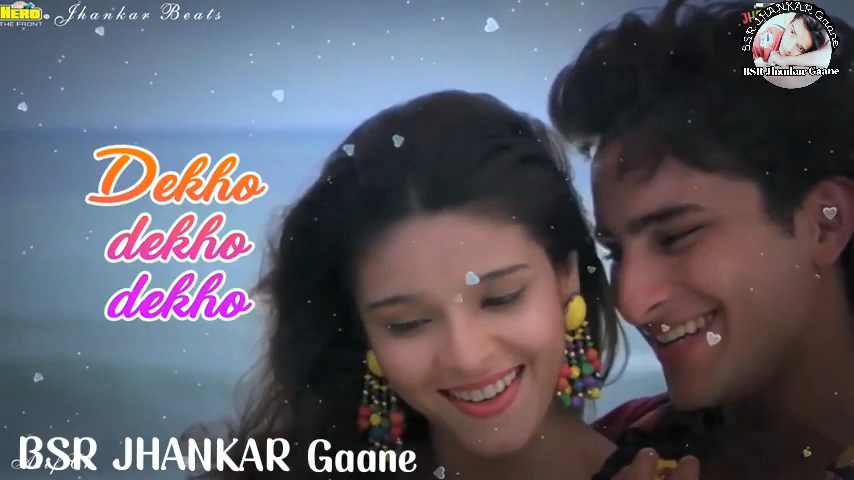 HERO
THE FRONT
Jhankar Beats
BSR JHANKAR Gaane
BSR Jhankar Gaane
Dekho
dekho
dekho
BSR JHANKAR Gaane